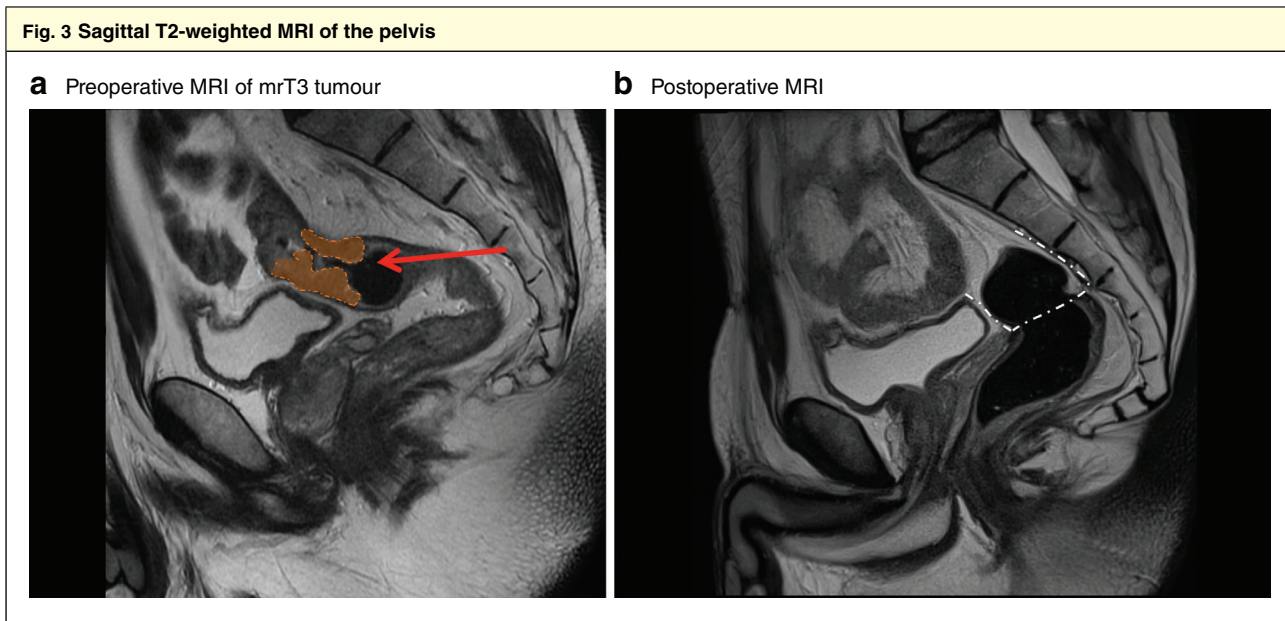 Fig. 3 Sagittal T2-weighted MRI of the pelvis
a Preoperative MRI of mrT3 tumour
b Postoperative MRI